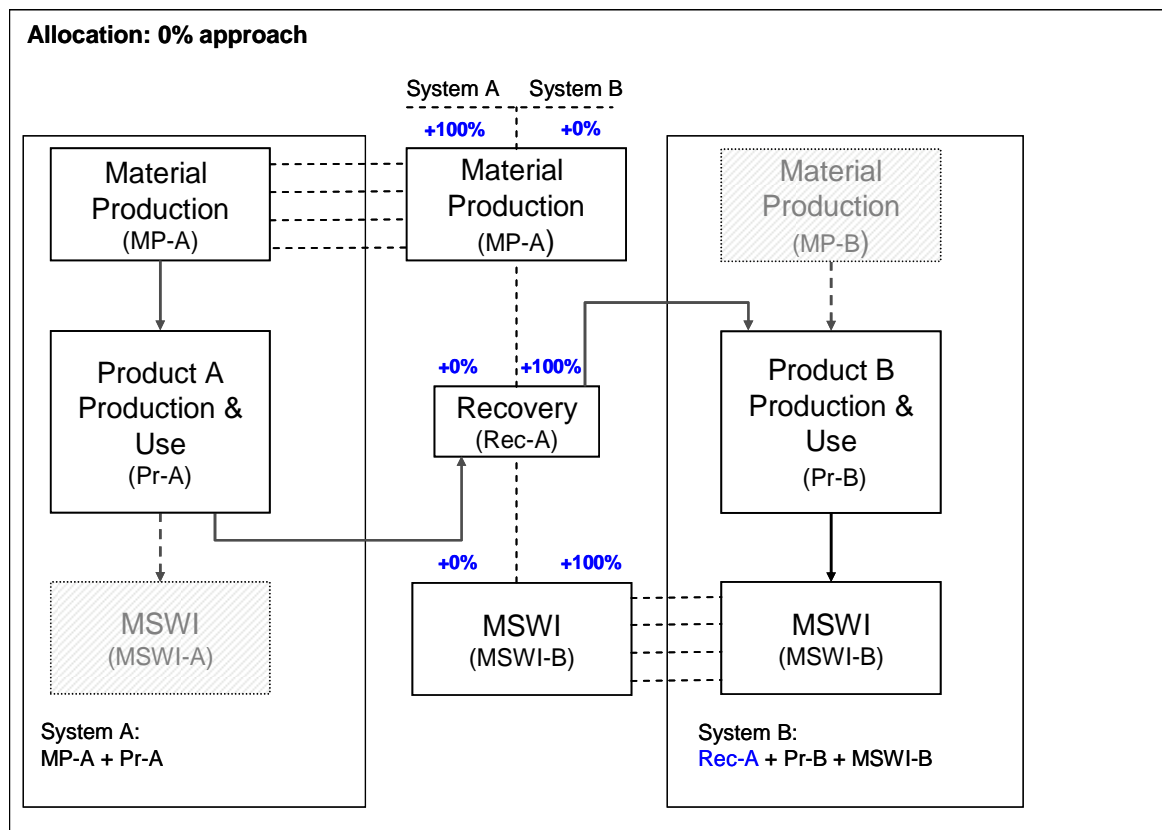 Allocation: 0% approach
System A
System B
+100%
+0%
Material
Production
(MP-A)
Material
Production
(MP-A)
Material
Production
(MP-B)
Product A
Production &
Use
(Pr-A)
+0%
+100%
Recovery
(Rec-A)
Product B
Production &
Use
(Pr-B)
+0%
+100%
MSWI
(MSWI-A)
MSWI
(MSWI-B)
MSWI
(MSWI-B)
System A:
MP-A + Pr-A
System B:
Rec-A + Pr-B + MSWI-B